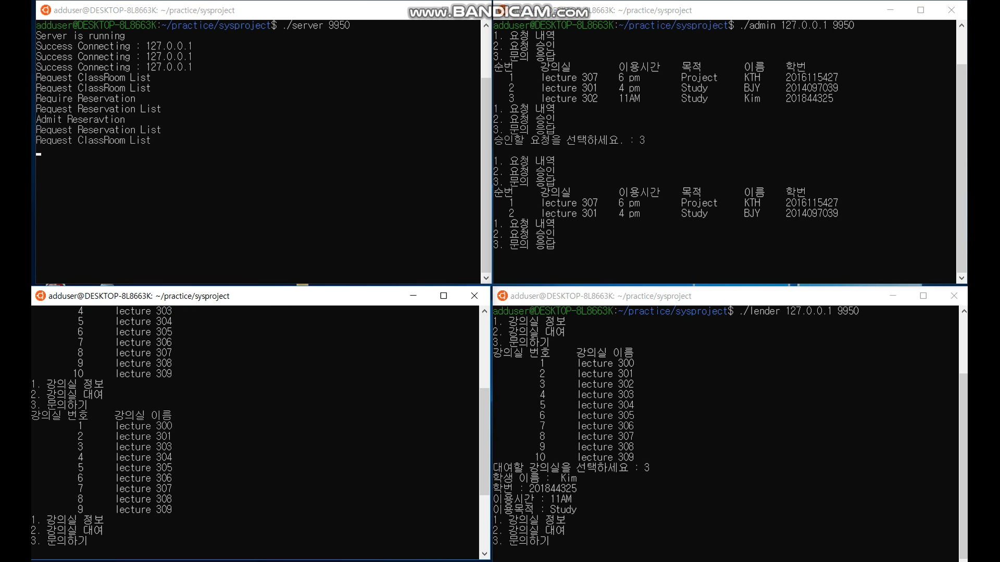 adduser@DESKTOP-8L8663K: ~/practice/sysproject
adduser@DESKTOP-8L8663K:~/practice/sysproject$ ./server 9950
Server is running
Success Connecting : 127.0.0.1
Success Connecting : 127.0.0.1
Success Connecting : 127.0.0.1
Request ClassRoom List
Request ClassRoom List
Require Reservation
Request Reservation List
Admit Reseravtion
Request Reservation List
Request ClassRoom List
www.BANDICAM.com
: ~/practice/sysproject
adduser@DESKTOP-8L8663K:~/practice/sysproject$ ./admin 127.0.0.1 9950
1. 요청 내역
2. 요청 승인
3. 문의 응답
순번 강의실 이용시간 목적 이름 학번
1 lecture 307 6 pm Project KTH 2016115427
2 lecture 301 4 pm Study BJY 2014097039
3 lecture 302 11AM Study Kim 201844325
1. 요청 내역
2. 요청 승인
3. 문의 응답
승인할 요청을 선택하세요. : 3
1. 요청 내역
2. 요청 승인
3. 문의 응답
순번 강의실 이용시간 목적 이름 학번
1 lecture 307 6 pm Project KTH 2016115427
2 lecture 301 4 pm Study BJY 2014097039
1. 요청 내역
2. 요청 승인
3. 문의 응답
adduser@DESKTOP-8L8663K: ~/practice/sysproject
4 lecture 303
5 lecture 304
6 lecture 305
7 lecture 306
8 lecture 307
9 lecture 308
10 lecture 309
1. 강의실 정보
2. 강의실 대여
3. 문의하기
강의실 번호 강의실 이름
1 lecture 300
2 lecture 301
3 lecture 303
4 lecture 304
5 lecture 305
6 lecture 306
7 lecture 307
8 lecture 308
9 lecture 309
1. 강의실 정보
2. 강의실 대여
3. 문의하기
adduser@DESKTOP-8L8663K: ~/practice/sysproject
adduser@DESKTOP-8L8663K:~/practice/sysproject$ ./lender 127.0.0.1 9950
1. 강의실 정보
2. 강의실 대여
3. 문의하기
강의실 번호 강의실 이름
1 lecture 300
2 lecture 301
3 lecture 302
4 lecture 303
5 lecture 304
6 lecture 305
7 lecture 306
8 lecture 307
9 lecture 308
10 lecture 309
대여할 강의실을 선택하세요 : 3
학생 이름 : Kim
학번 : 201844325
이용시간 : 11AM
이용목적 : Study
1. 강의실 정보
2. 강의실 대여
3. 문의하기